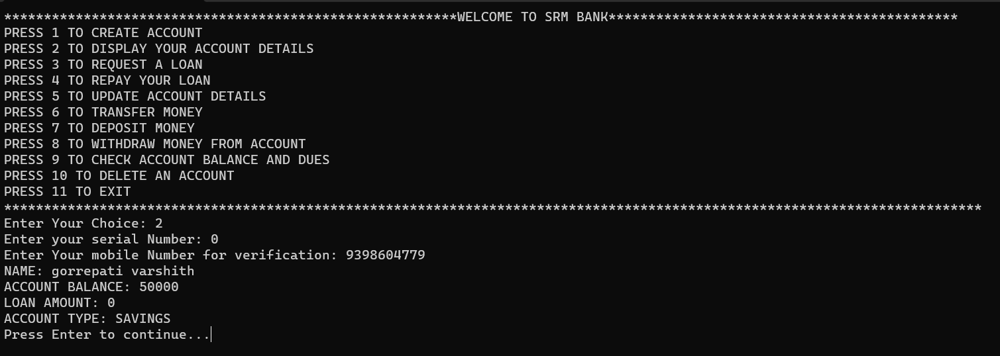 *********************************************************WELCOME TO SRM BANK********************************************
PRESS 1 TO CREATE ACCOUNT
PRESS 2 TO DISPLAY YOUR ACCOUNT DETAILS
PRESS 3 TO REQUEST A LOAN
PRESS 4 TO REPAY YOUR LOAN
PRESS 5 TO UPDATE ACCOUNT DETAILS
PRESS 6 TO TRANSFER MONEY
PRESS 7 TO DEPOSIT MONEY
PRESS 8 TO WITHDRAW MONEY FROM ACCOUNT
PRESS 9 TO CHECK ACCOUNT BALANCE AND DUES
PRESS 10 TO DELETE AN ACCOUNT
PRESS 11 TO EXIT
***************************************************************************************************************************
Enter Your Choice: 2
Enter your serial Number: 0
Enter Your mobile Number for verification: 9398604779
NAME: gorrepati varshith
ACCOUNT BALANCE: 50000
LOAN AMOUNT: 0
ACCOUNT TYPE: SAVINGS
Press Enter to continue...